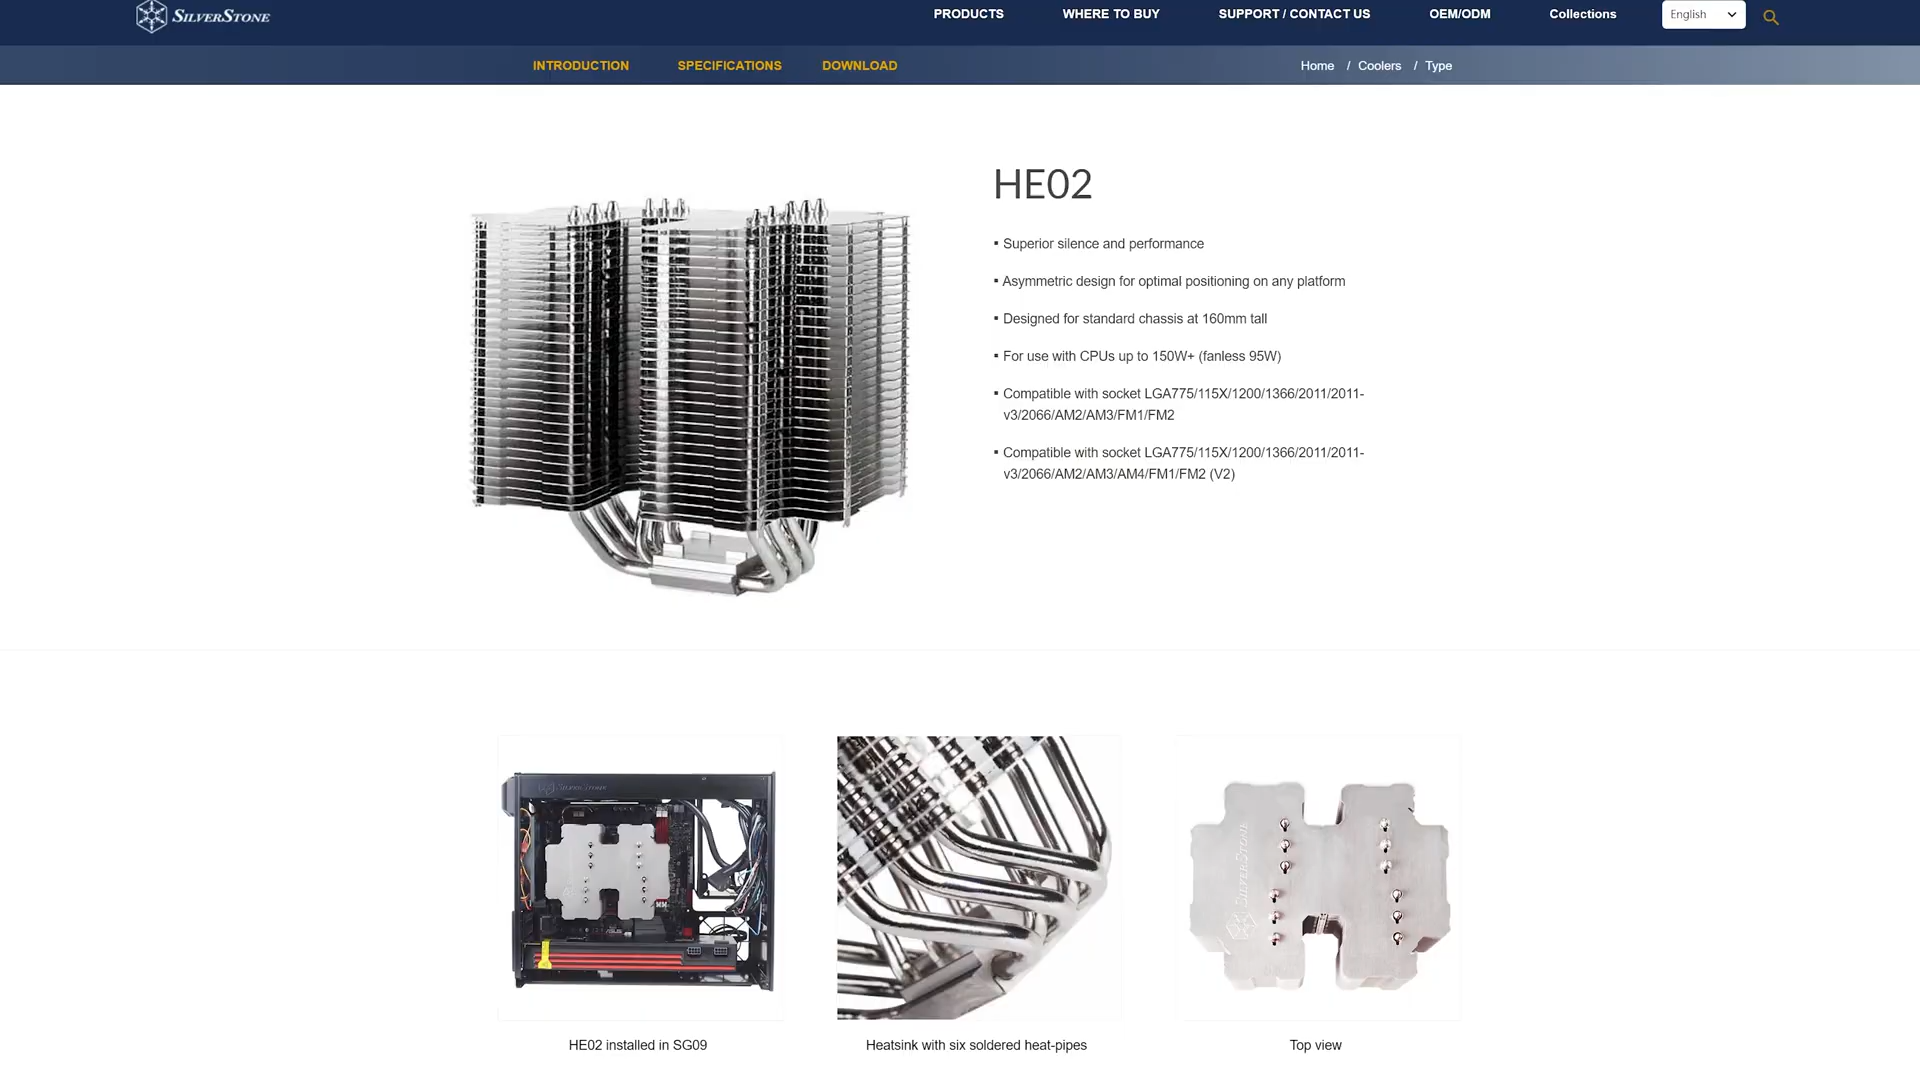 SILVERSTONE
PRODUCTS
WHERE TO BUY
SUPPORT / CONTACT US
OEM/ODM
Collections
English
INTRODUCTION
SPECIFICATIONS
DOWNLOAD
Home / Coolers / Type
HE02
▪ Superior silence and performance
▪ Asymmetric design for optimal positioning on any platform
▪ Designed for standard chassis at 160mm tall
▪ For use with CPUs up to 150W+ (fanless 95W)
▪ Compatible with socket LGA775/115X/1200/1366/2011/2011-
v3/2066/AM2/AM3/FM1/FM2
▪ Compatible with socket LGA775/115X/1200/1366/2011/2011-
v3/2066/AM2/AM3/AM4/FM1/FM2 (V2)
SILVERSTONE
SILVERSTONE
HE02 installed in SG09
Heatsink with six soldered heat-pipes
Top view